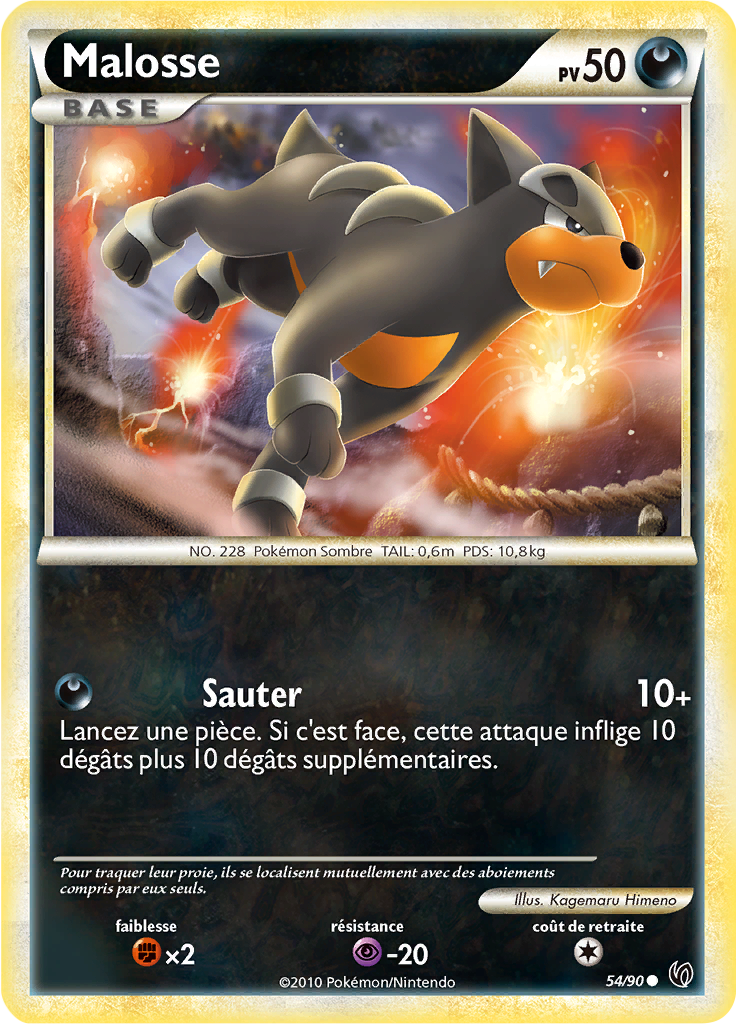 Malosse
PV 50
BASE
NO. 228 Pokémon Sombre TAIL: 0,6m PDS: 10,8kg
Sauter 10+
Lancez une pièce. Si c'est face, cette attaque inflige 10
dégâts plus 10 dégâts supplémentaires.
Pour traquer leur proie, ils se localisent mutuellement avec des aboiements
compris par eux seuls.
Illus. Kagemaru Himeno
faiblesse résistance coût de retraite
×2 -20
©2010 Pokémon/Nintendo
54/90